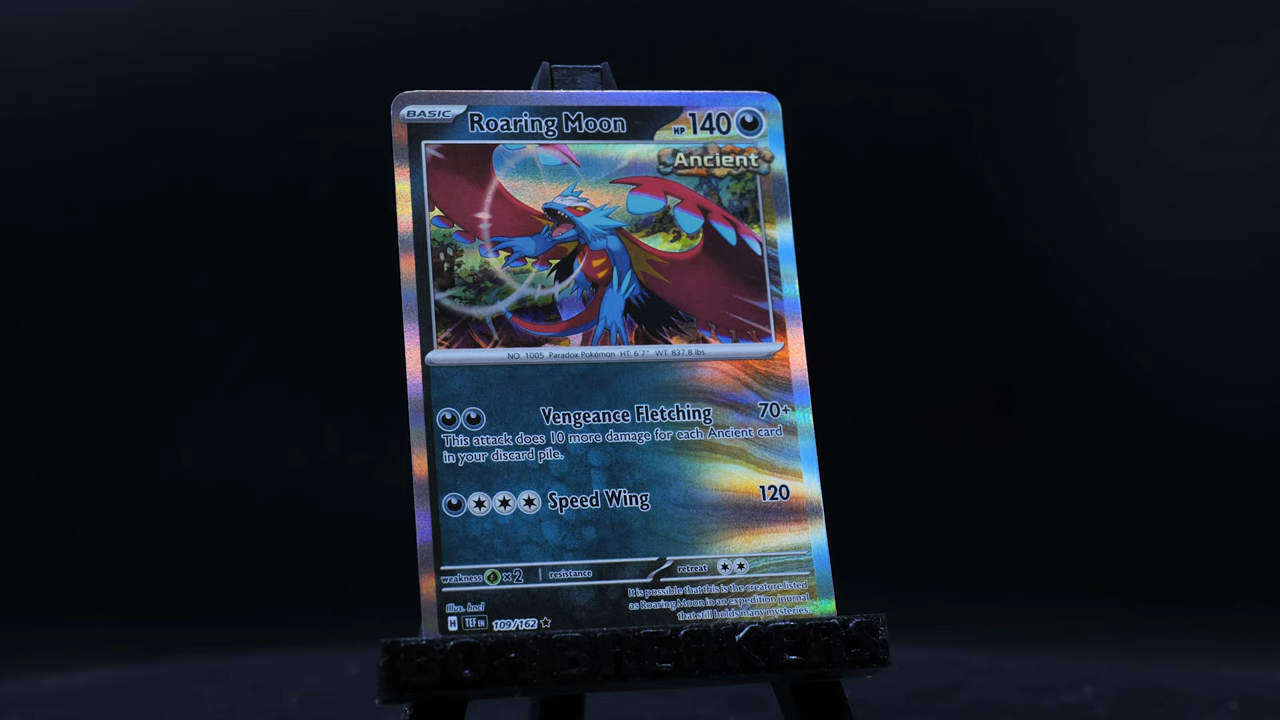 BASIC Roaring Moon HP 140
Ancient
NO. 1005 Paradox Pokémon HT: 6'7" WT: 837.8 lbs.
Vengeance Fletching 70+
This attack does 10 more damage for each Ancient card
in your discard pile.
Speed Wing 120
weakness ×2 resistance retreat
It is possible that this is the creature listed
as Roaring Moon in an expedition journal
that still holds many mysteries.
Illus. hncl
H TEF EN 109/162
BOX BREAKERS